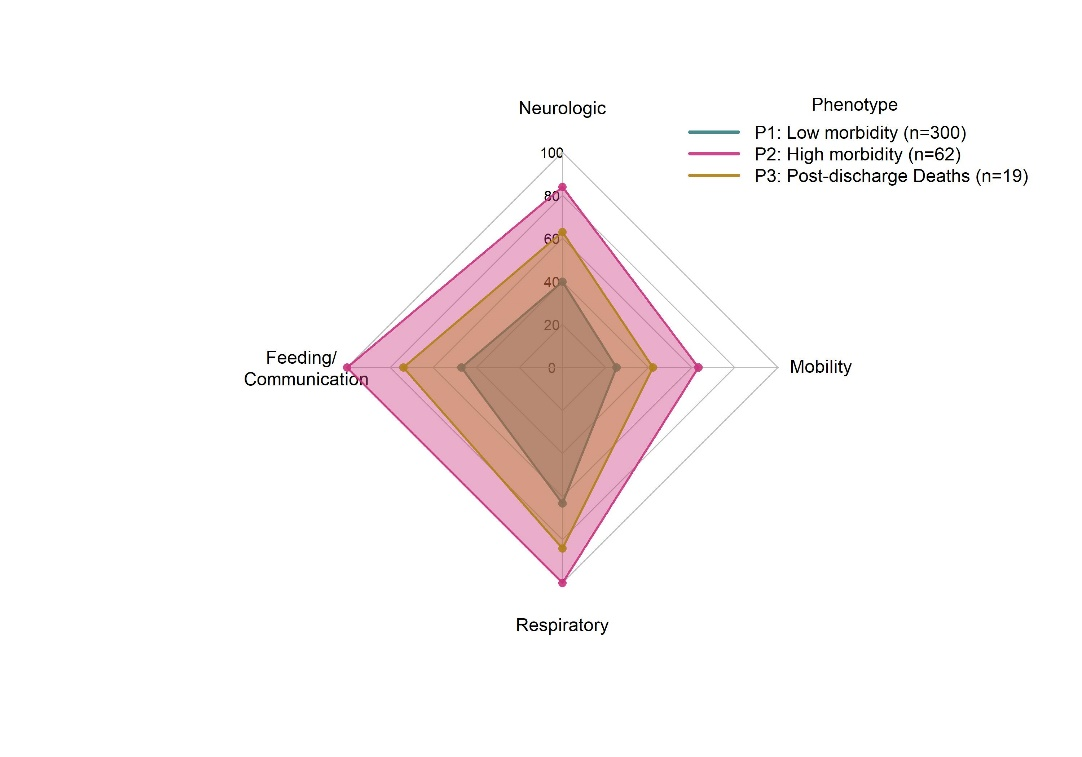 Neurologic
Phenotype
P1: Low morbidity (n=300)
P2: High morbidity (n=62)
P3: Post-discharge Deaths (n=19)
100
80
60
40
20
0
Feeding/
Communication
Mobility
Respiratory